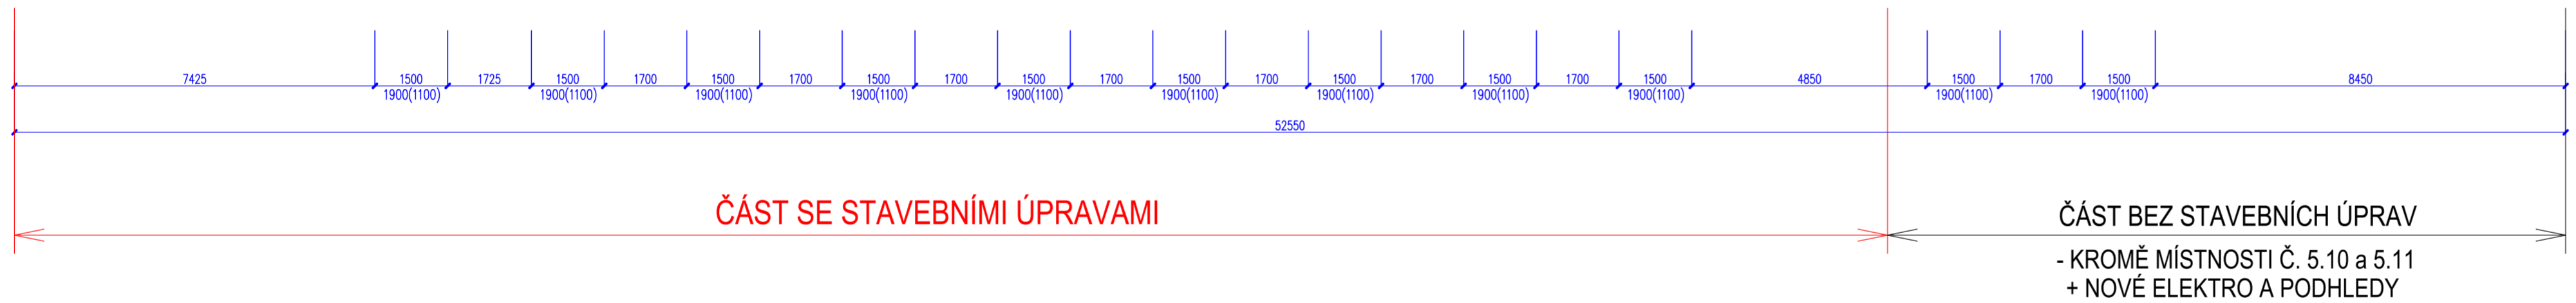 7425 1500 1725 1500 1700 1500 1700 1500 1700 1500 1700 1500 1700 1500 1700 1500 1700 1500 4850 1500 1700 1500 8450
1900(1100) 1900(1100) 1900(1100) 1900(1100) 1900(1100) 1900(1100) 1900(1100) 1900(1100) 1900(1100) 1900(1100) 1900(1100)
52550
ČÁST SE STAVEBNÍMI ÚPRAVAMI
ČÁST BEZ STAVEBNÍCH ÚPRAV
- KROMĚ MÍSTNOSTI Č. 5.10 a 5.11
+ NOVÉ ELEKTRO A PODHLEDY